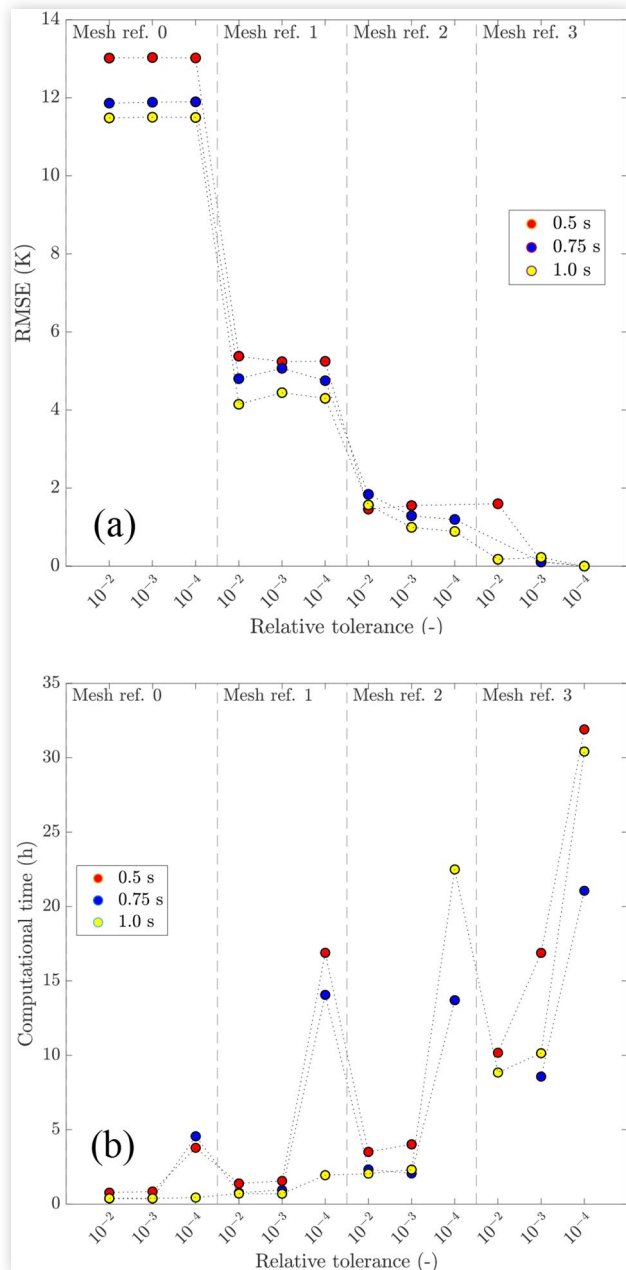 Mesh ref. 0 Mesh ref. 1 Mesh ref. 2 Mesh ref. 3
14
12
10
8
6
4
2
0
RMSE (K)
0.5 s
0.75 s
1.0 s
(a)
10⁻² 10⁻³ 10⁻⁴ 10⁻² 10⁻³ 10⁻⁴ 10⁻² 10⁻³ 10⁻⁴ 10⁻² 10⁻³ 10⁻⁴
Relative tolerance (-)
35
Mesh ref. 0 Mesh ref. 1 Mesh ref. 2 Mesh ref. 3
30
25
20
15
10
5
0
Computational time (h)
0.5 s
0.75 s
1.0 s
(b)
10⁻² 10⁻³ 10⁻⁴ 10⁻² 10⁻³ 10⁻⁴ 10⁻² 10⁻³ 10⁻⁴ 10⁻² 10⁻³ 10⁻⁴
Relative tolerance (-)